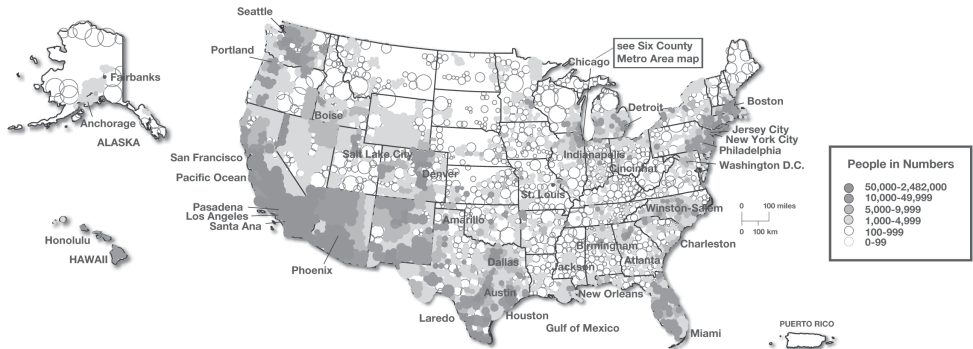 Seattle
Portland
see Six County
Metro Area map
Chicago
Fairbanks
Anchorage
ALASKA
Boise
Detroit
Boston
Jersey City
New York City
Philadelphia
Washington D.C.
San Francisco
Pacific Ocean
Salt Lake City
Denver
Indianapolis
Cincinnat
St. Louis
Pasadena
Los Angeles
Santa Ana
Amarillo
Winston-Salem
0 100 miles
0 100 km
Honolulu
HAWAII
Phoenix
Dallas
Birmingham
Jackson
Atlanta
Charleston
Austin
New Orleans
Laredo
Houston
Gulf of Mexico
Miami
PUERTO RICO
People in Numbers
50,000-2,482,000
10,000-49,999
5,000-9,999
1,000-4,999
100-999
0-99